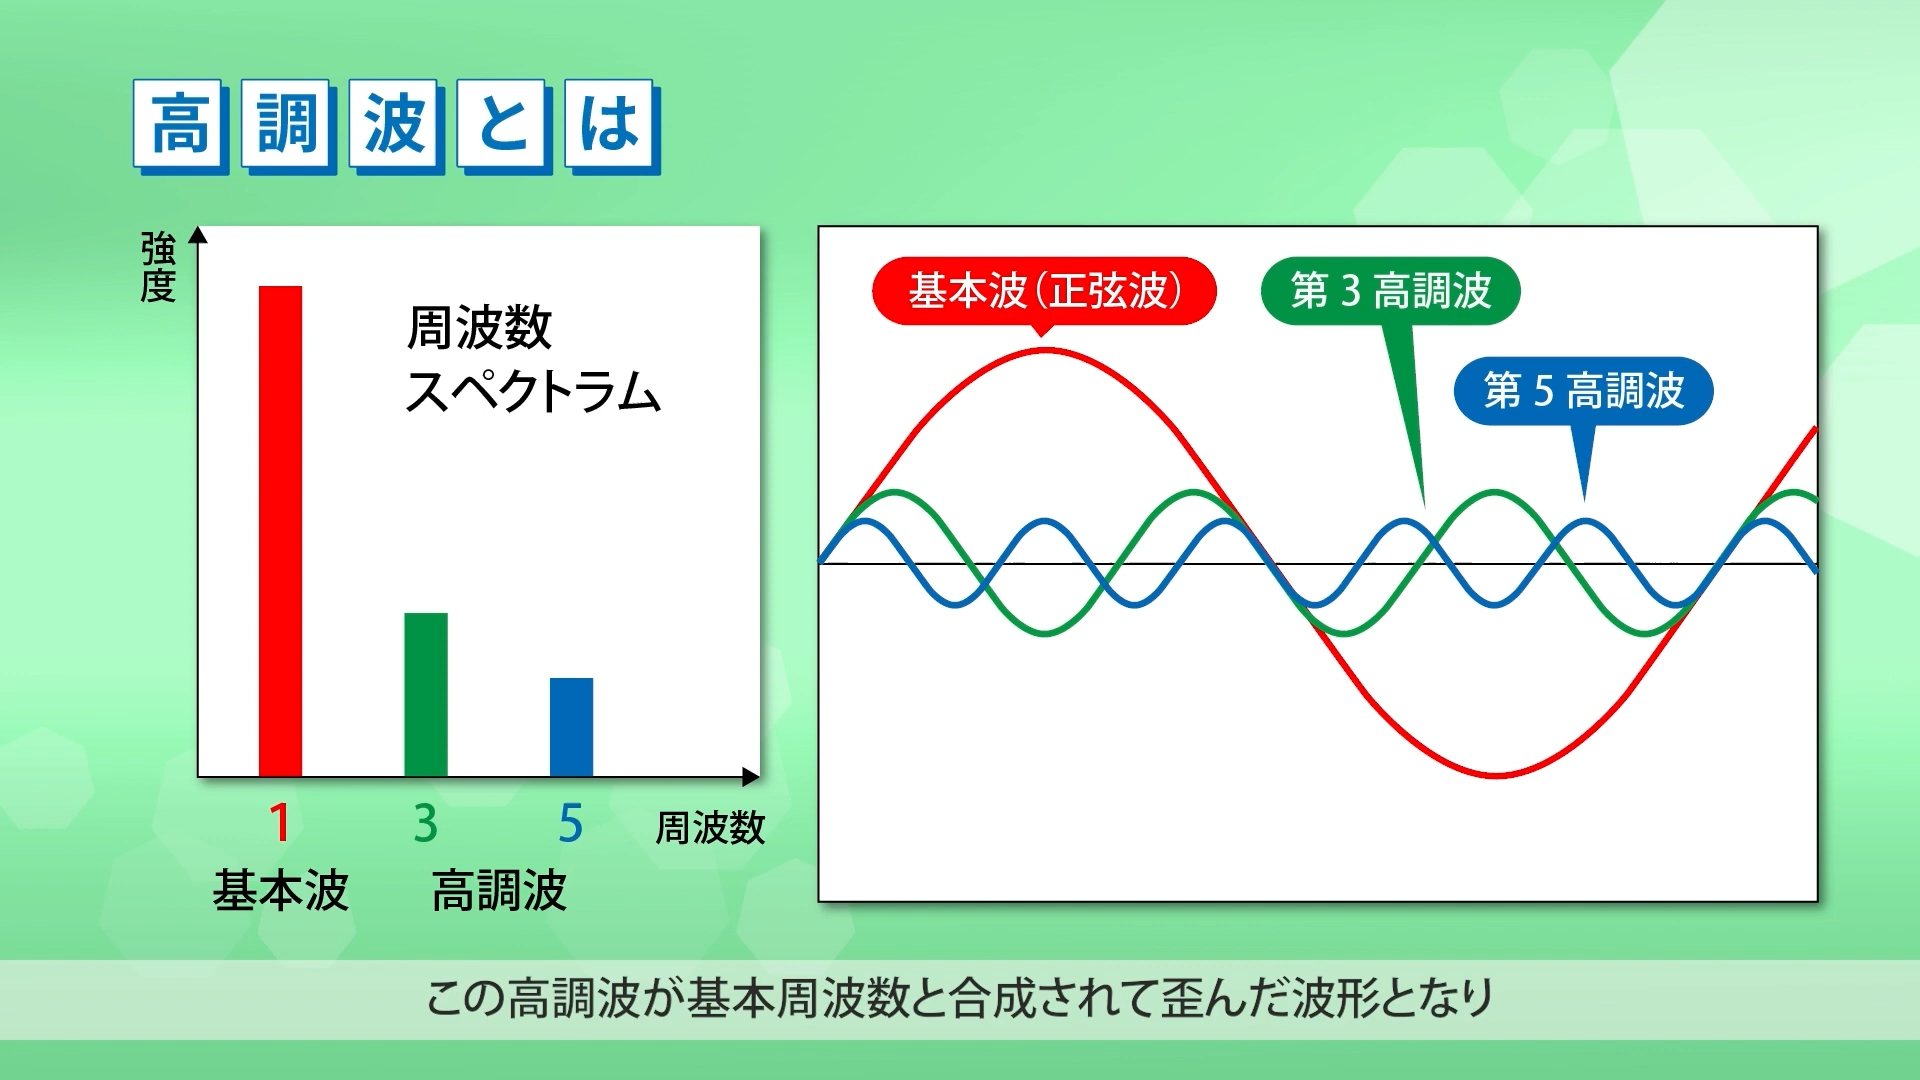 高調波とは
強度
周波数
スペクトラム
1 3 5 周波数
基本波 高調波
基本波(正弦波)
第 3 高調波
第 5 高調波
この高調波が基本周波数と合成されて歪んだ波形となり